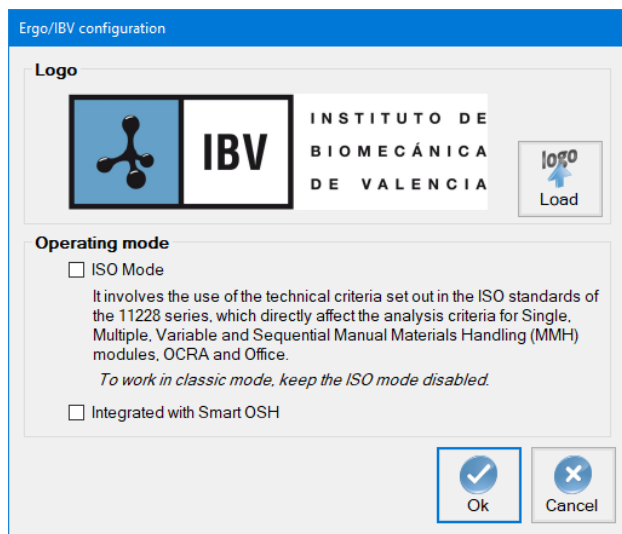 Ergo/IBV configuration
Logo
IBV
INSTITUTO DE
BIOMECÁNICA
DE VALENCIA
logo
Load
Operating mode
ISO Mode
It involves the use of the technical criteria set out in the ISO standards of
the 11228 series, which directly affect the analysis criteria for Single,
Multiple, Variable and Sequential Manual Materials Handling (MMH)
modules, OCRA and Office.
To work in classic mode, keep the ISO mode disabled.
Integrated with Smart OSH
Ok
Cancel